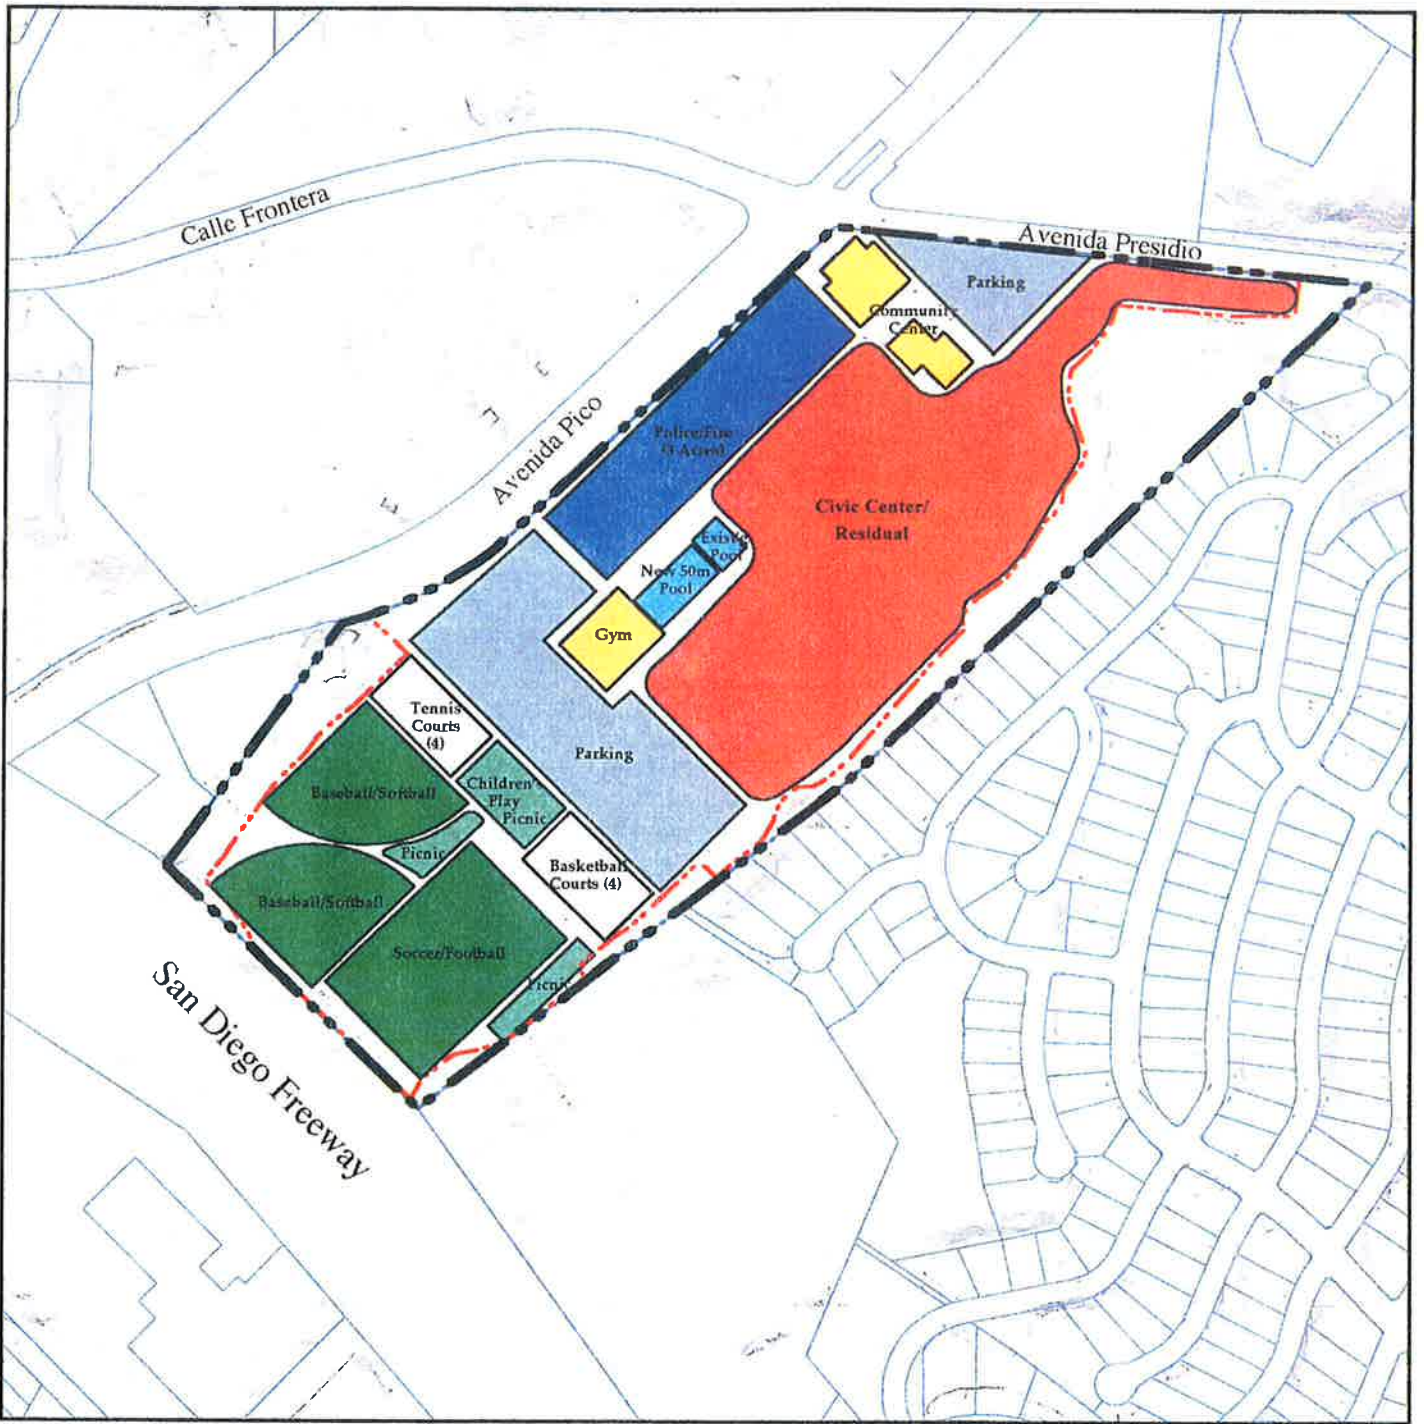 Calle Frontera
Avenida Presidio
Parking
Community
Center
Avenida Pico
Police/Fire
(3 Acres)
Civic Center/
Residual
Pool
New 50m
Pool
Gym
Tennis
Courts
(4)
Parking
Children's
Play
Picnic
Baseball/Softball
Picnic
Basketball
Courts (4)
Baseball/Softball
Soccer/Football
Picnic
San Diego Freeway